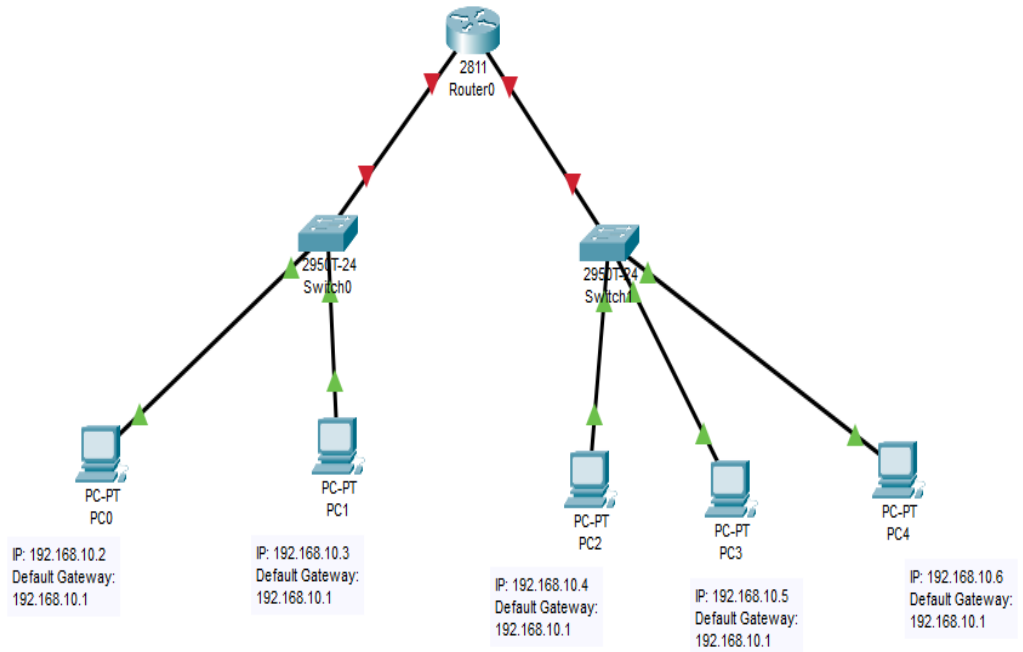 2811
Router0
2950T-24
Switch0
2950T-24
Switch1
PC-PT
PC0
PC-PT
PC1
PC-PT
PC2
PC-PT
PC3
PC-PT
PC4
IP: 192.168.10.2
Default Gateway:
192.168.10.1
IP: 192.168.10.3
Default Gateway:
192.168.10.1
IP: 192.168.10.4
Default Gateway:
192.168.10.1
IP: 192.168.10.5
Default Gateway:
192.168.10.1
IP: 192.168.10.6
Default Gateway:
192.168.10.1